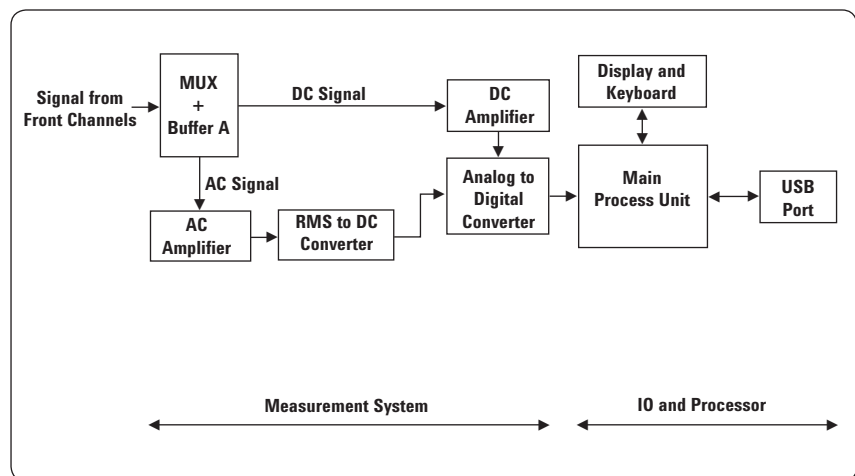 Signal from
Front Channels
MUX
+
Buffer A
DC Signal
DC
Amplifier
Display and
Keyboard
AC Signal
AC
Amplifier
RMS to DC
Converter
Analog to
Digital
Converter
Main
Process Unit
USB
Port
Measurement System
IO and Processor